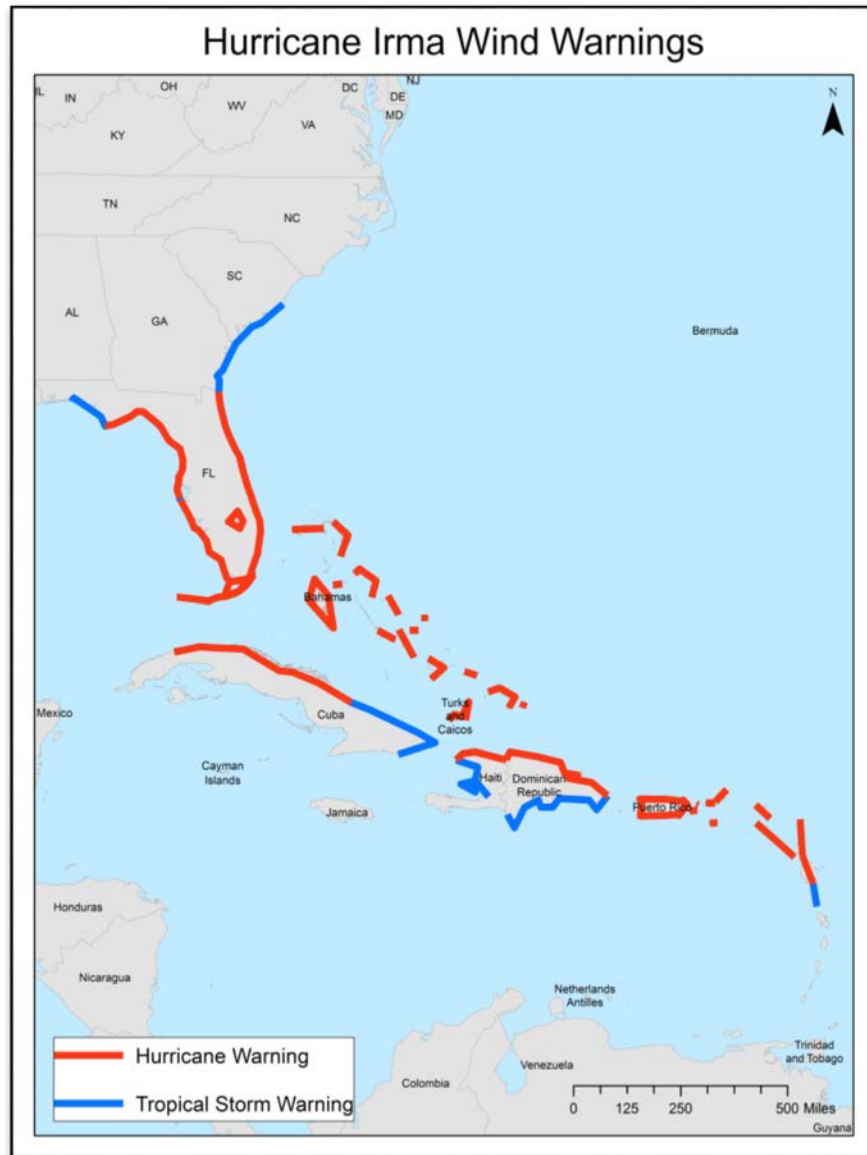 Hurricane Irma Wind Warnings
IL
IN
OH
WV
DC
NJ
DE
MD
KY
VA
N
TN
NC
SC
AL
GA
Bermuda
FL
Bahamas
Turks
and
Caicos
Mexico
Cuba
Cayman
Islands
Haiti
Dominican
Republic
Jamaica
Puerto Rico
Honduras
Nicaragua
Netherlands
Antilles
Trinidad
and Tobago
Venezuela
Colombia
Guyana
Hurricane Warning
Tropical Storm Warning
0 125 250 500 Miles